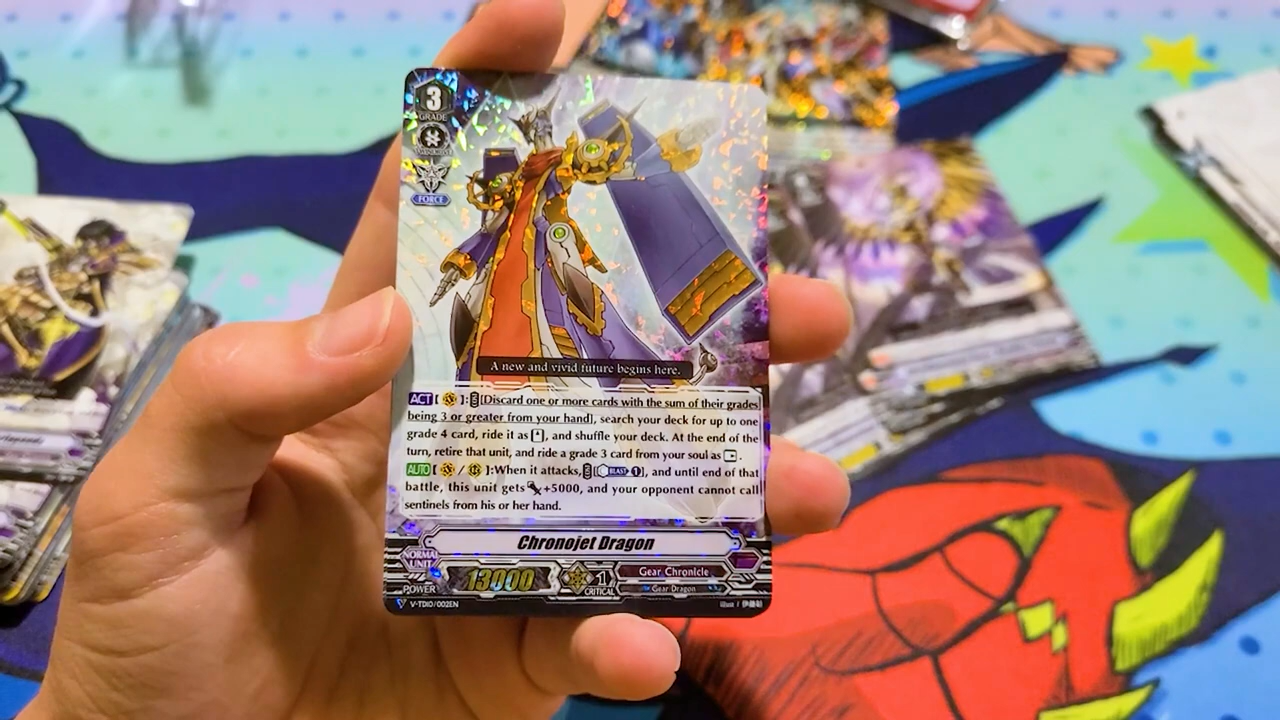 3
GRADE
FORCE
A new and vivid future begins here.
ACT[ ]:[Discard one or more cards with the sum of their grades
being 3 or greater from your hand], search your deck for up to one
grade 4 card, ride it as [ ], and shuffle your deck. At the end of the
turn, retire that unit, and ride a grade 3 card from your soul as [ ].
AUTO[ / ]:When it attacks,[ BLAST 1], and until end of that
battle, this unit gets +5000, and your opponent cannot call
sentinels from his or her hand.
Chronojet Dragon
NORMAL
UNIT
POWER 13000 1 CRITICAL
Gear Chronicle
Gear Dragon
V-TD10/002EN